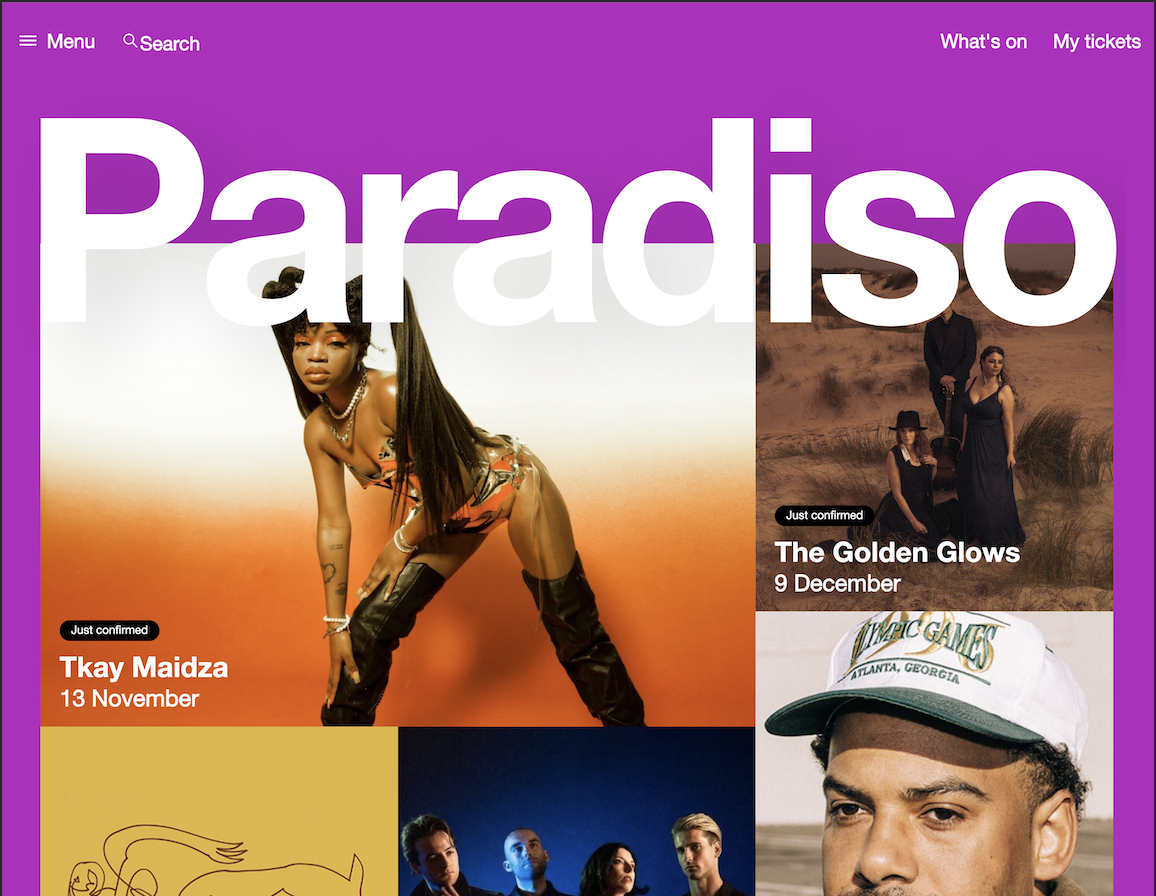 Menu
Search
What's on
My tickets
Paradiso
Just confirmed
Tkay Maidza
13 November
Just confirmed
The Golden Glows
9 December
GAMES
ATLANTA, GEORGIA